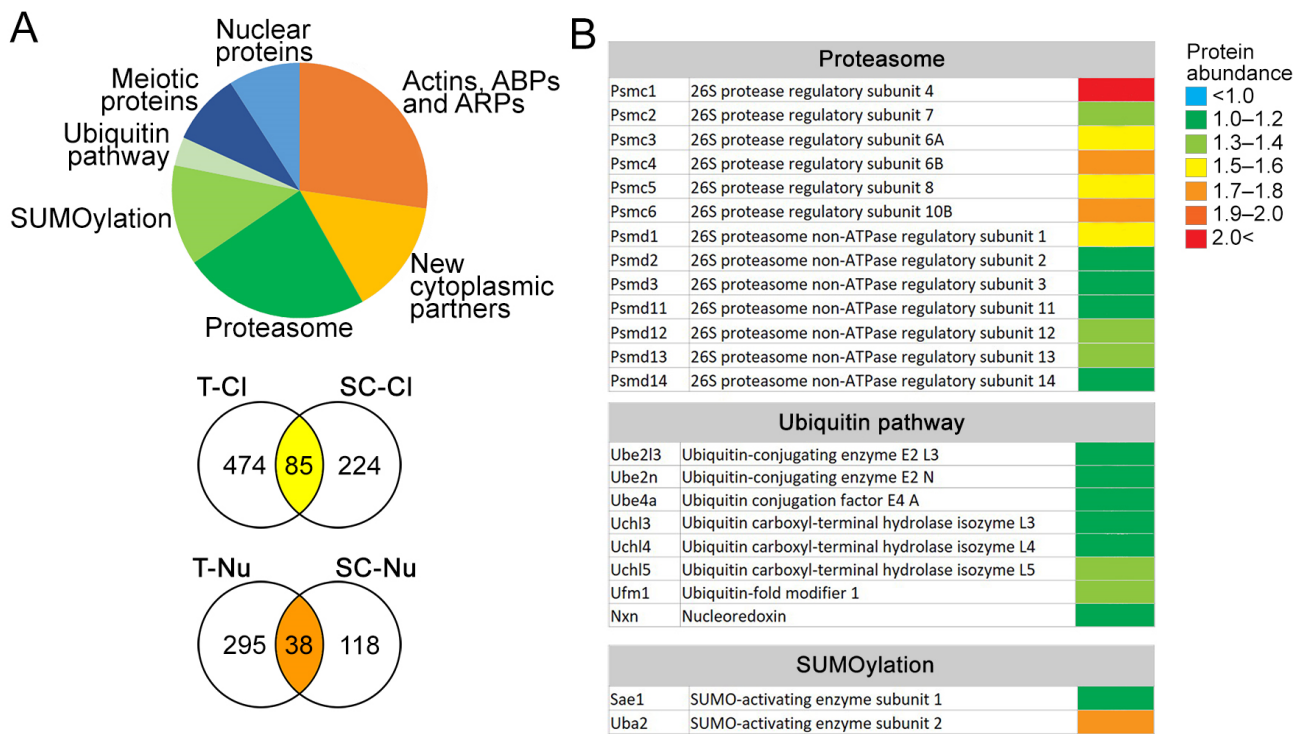 A
Nuclear
proteins
Meiotic
proteins
Ubiquitin
pathway
SUMOylation
Actins, ABPs
and ARPs
New
cytoplasmic
partners
Proteasome
T-Cl SC-Cl
474 85 224
T-Nu SC-Nu
295 38 118
B
Proteasome
Psmc1 26S protease regulatory subunit 4
Psmc2 26S protease regulatory subunit 7
Psmc3 26S protease regulatory subunit 6A
Psmc4 26S protease regulatory subunit 6B
Psmc5 26S protease regulatory subunit 8
Psmc6 26S protease regulatory subunit 10B
Psmd1 26S proteasome non-ATPase regulatory subunit 1
Psmd2 26S proteasome non-ATPase regulatory subunit 2
Psmd3 26S proteasome non-ATPase regulatory subunit 3
Psmd11 26S proteasome non-ATPase regulatory subunit 11
Psmd12 26S proteasome non-ATPase regulatory subunit 12
Psmd13 26S proteasome non-ATPase regulatory subunit 13
Psmd14 26S proteasome non-ATPase regulatory subunit 14
Ubiquitin pathway
Ube2l3 Ubiquitin-conjugating enzyme E2 L3
Ube2n Ubiquitin-conjugating enzyme E2 N
Ube4a Ubiquitin conjugation factor E4 A
Uchl3 Ubiquitin carboxyl-terminal hydrolase isozyme L3
Uchl4 Ubiquitin carboxyl-terminal hydrolase isozyme L4
Uchl5 Ubiquitin carboxyl-terminal hydrolase isozyme L5
Ufm1 Ubiquitin-fold modifier 1
Nxn Nucleoredoxin
SUMOylation
Sae1 SUMO-activating enzyme subunit 1
Uba2 SUMO-activating enzyme subunit 2
Protein
abundance
<1.0
1.0–1.2
1.3–1.4
1.5–1.6
1.7–1.8
1.9–2.0
2.0<